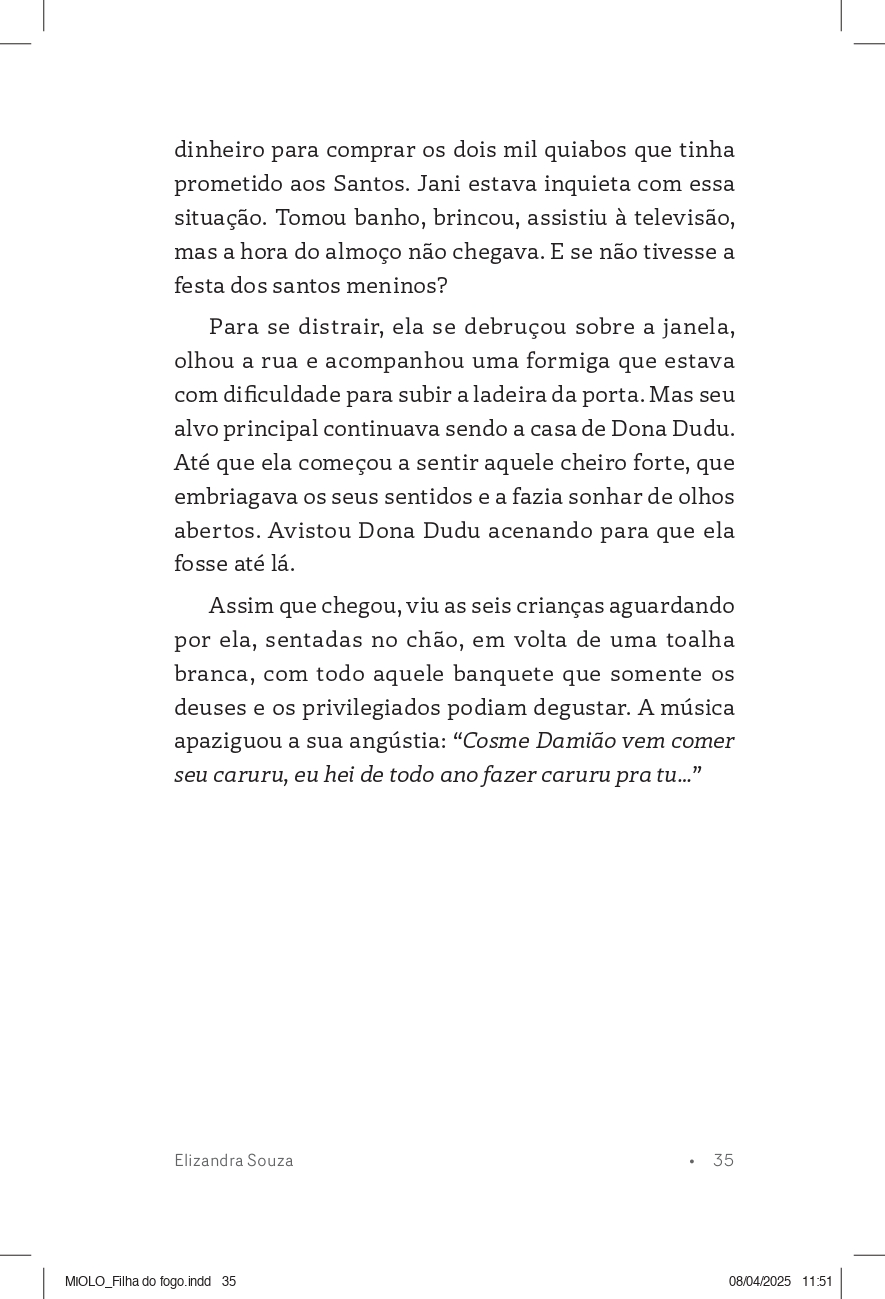 dinheiro para comprar os dois mil quiabos que tinha
prometido aos Santos. Jani estava inquieta com essa
situação. Tomou banho, brincou, assistiu à televisão,
mas a hora do almoço não chegava. E se não tivesse a
festa dos santos meninos?
Para se distrair, ela se debruçou sobre a janela,
olhou a rua e acompanhou uma formiga que estava
com dificuldade para subir a ladeira da porta. Mas seu
alvo principal continuava sendo a casa de Dona Dudu.
Até que ela começou a sentir aquele cheiro forte, que
embriagava os seus sentidos e a fazia sonhar de olhos
abertos. Avistou Dona Dudu acenando para que ela
fosse até lá.
Assim que chegou, viu as seis crianças aguardando
por ela, sentadas no chão, em volta de uma toalha
branca, com todo aquele banquete que somente os
deuses e os privilegiados podiam degustar. A música
apaziguou a sua angústia: “Cosme Damião vem comer
seu caruru, eu hei de todo ano fazer caruru pra tu...”
Elizandra Souza • 35
MIOLO_Filha do fogo.indd 35 08/04/2025 11:51